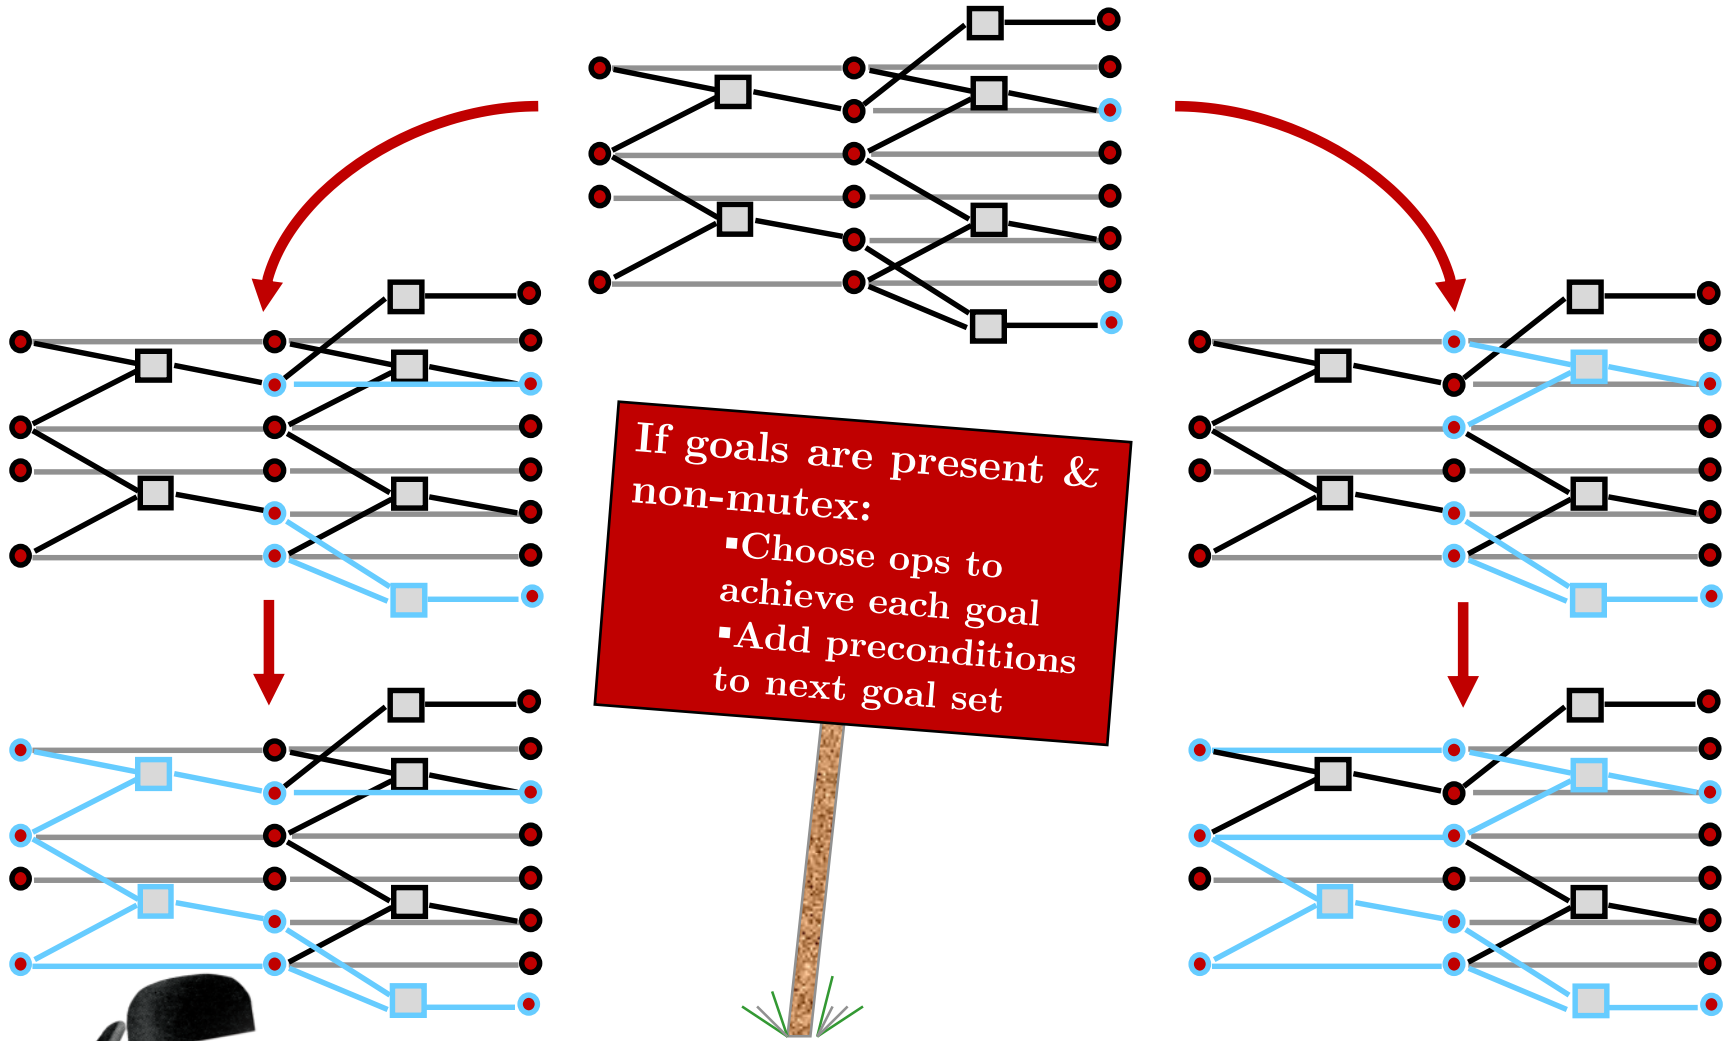 If goals are present &
non-mutex:
▪Choose ops to
achieve each goal
▪Add preconditions
to next goal set